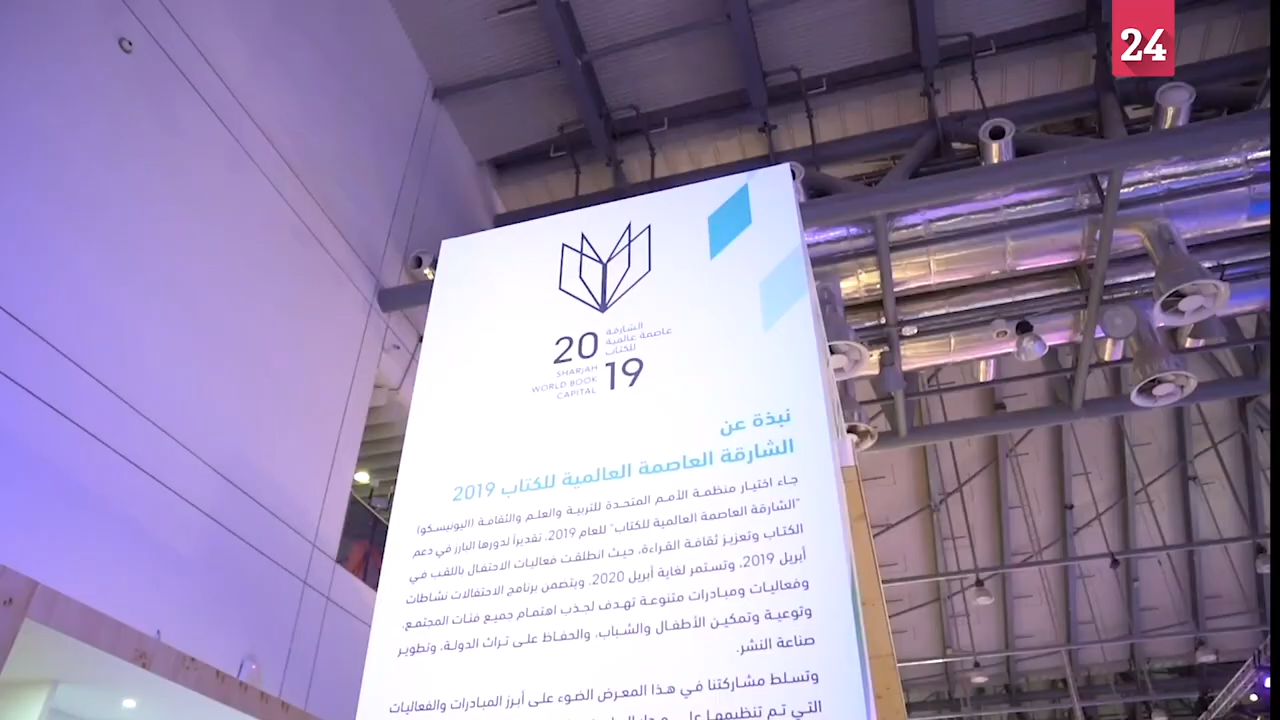 24
20
الشارقة
عاصمة عالمية
للكتاب
SHARJAH
WORLD BOOK
CAPITAL
19
نبذة عن
الشارقة العاصمة العالمية للكتاب 2019
جاء اختيار منظمة الأمم المتحدة للتربية والعلم والثقافة (اليونيسكو)
"الشارقة العاصمة العالمية للكتاب" للعام 2019، تقديراً لدورها البارز في دعم
الكتاب وتعزيز ثقافة القراءة، حيث انطلقت فعاليات الاحتفال باللقب في
أبريل 2019، وتستمر لغاية أبريل 2020. ويتضمن برنامج الاحتفالات نشاطات
وفعاليات ومبادرات متنوعة تهدف لجذب اهتمام جميع فئات المجتمع،
وتوعية وتمكين الأطفال والشباب، والحفاظ على تراث الدولة، وتطوير
صناعة النشر.
وتسلط مشاركتنا في هذا المعرض الضوء على أبرز المبادرات والفعاليات
التي تم تنظيمها على